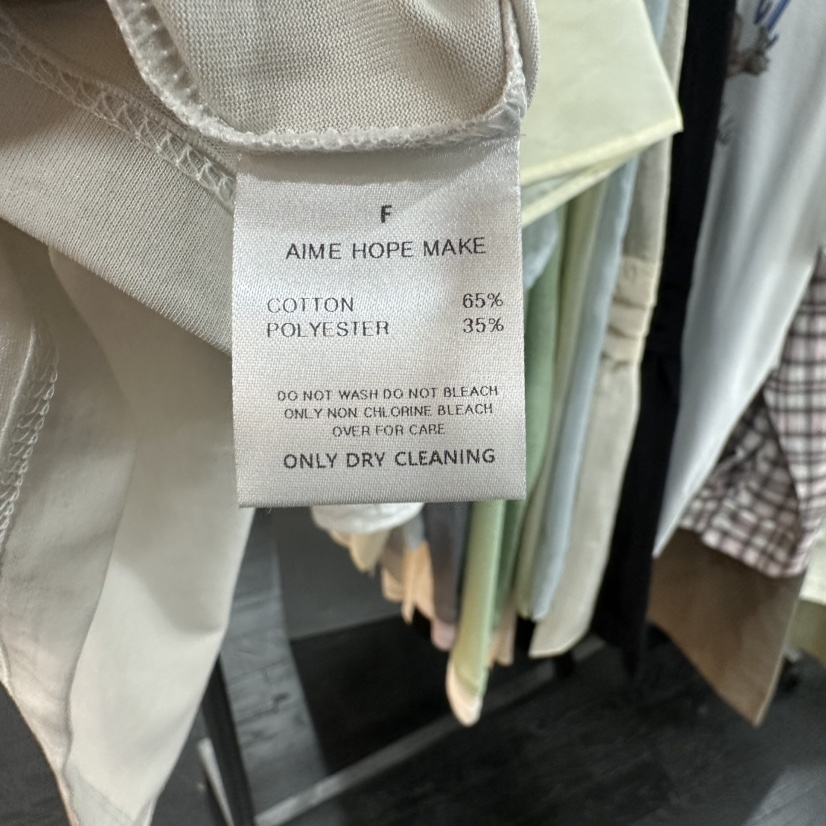 F
AIME HOPE MAKE
COTTON 65%
POLYESTER 35%
DO NOT WASH DO NOT BLEACH
ONLY NON CHLORINE BLEACH
OVER FOR CARE
ONLY DRY CLEANING